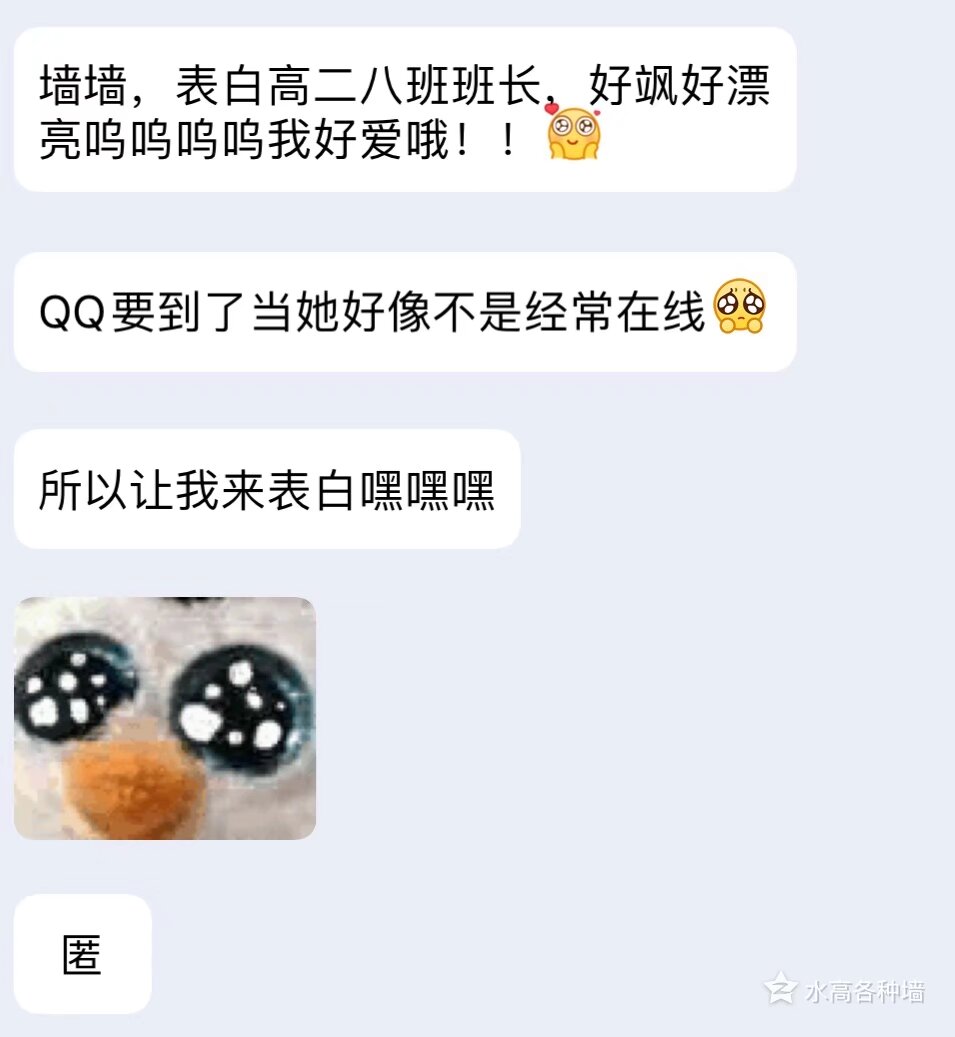 墙墙，表白高二八班班长，好飒好漂
亮呜呜呜呜我好爱哦！！
QQ要到了当她好像不是经常在线
所以让我来表白嘿嘿嘿
匿
水高各种墙